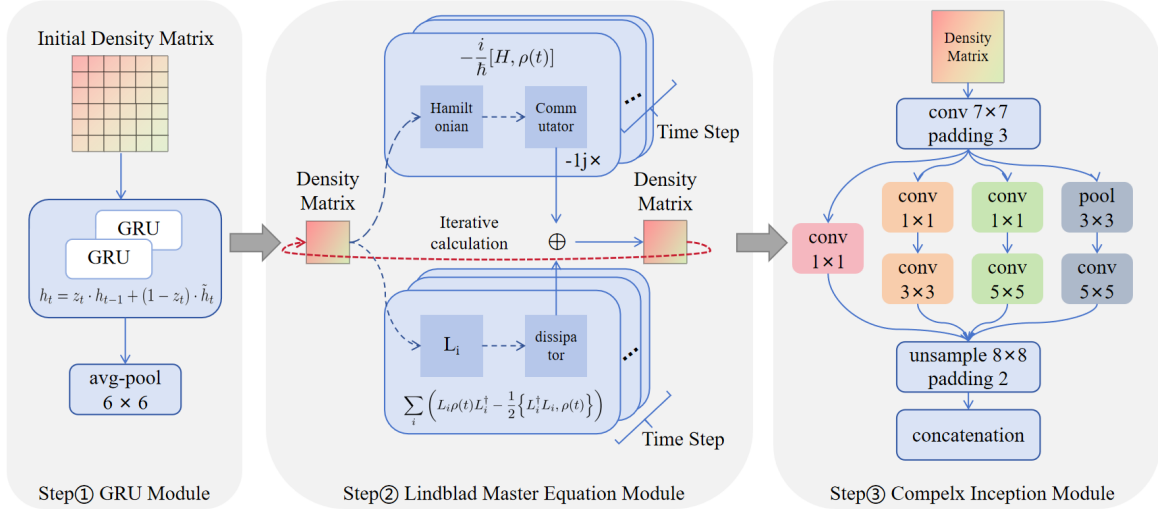 Initial Density Matrix
GRU
GRU
h_t = z_t · h_{t−1} + (1 − z_t) · h̃_t
avg-pool
6 × 6
Step① GRU Module
−i/ħ[H, ρ(t)]
Hamilt
onian
Comm
utator
Time Step
-1j×
Density
Matrix
Iterative
calculation
⊕
Density
Matrix
L_i
dissipa
tor
∑_i (L_iρ(t)L_i^† − 1/2{L_i^†L_i, ρ(t)})
Time Step
Step② Lindblad Master Equation Module
Density
Matrix
conv 7×7
padding 3
conv
1×1
conv
1×1
conv
1×1
pool
3×3
conv
3×3
conv
5×5
conv
5×5
unsample 8×8
padding 2
concatenation
Step③ Compelx Inception Module